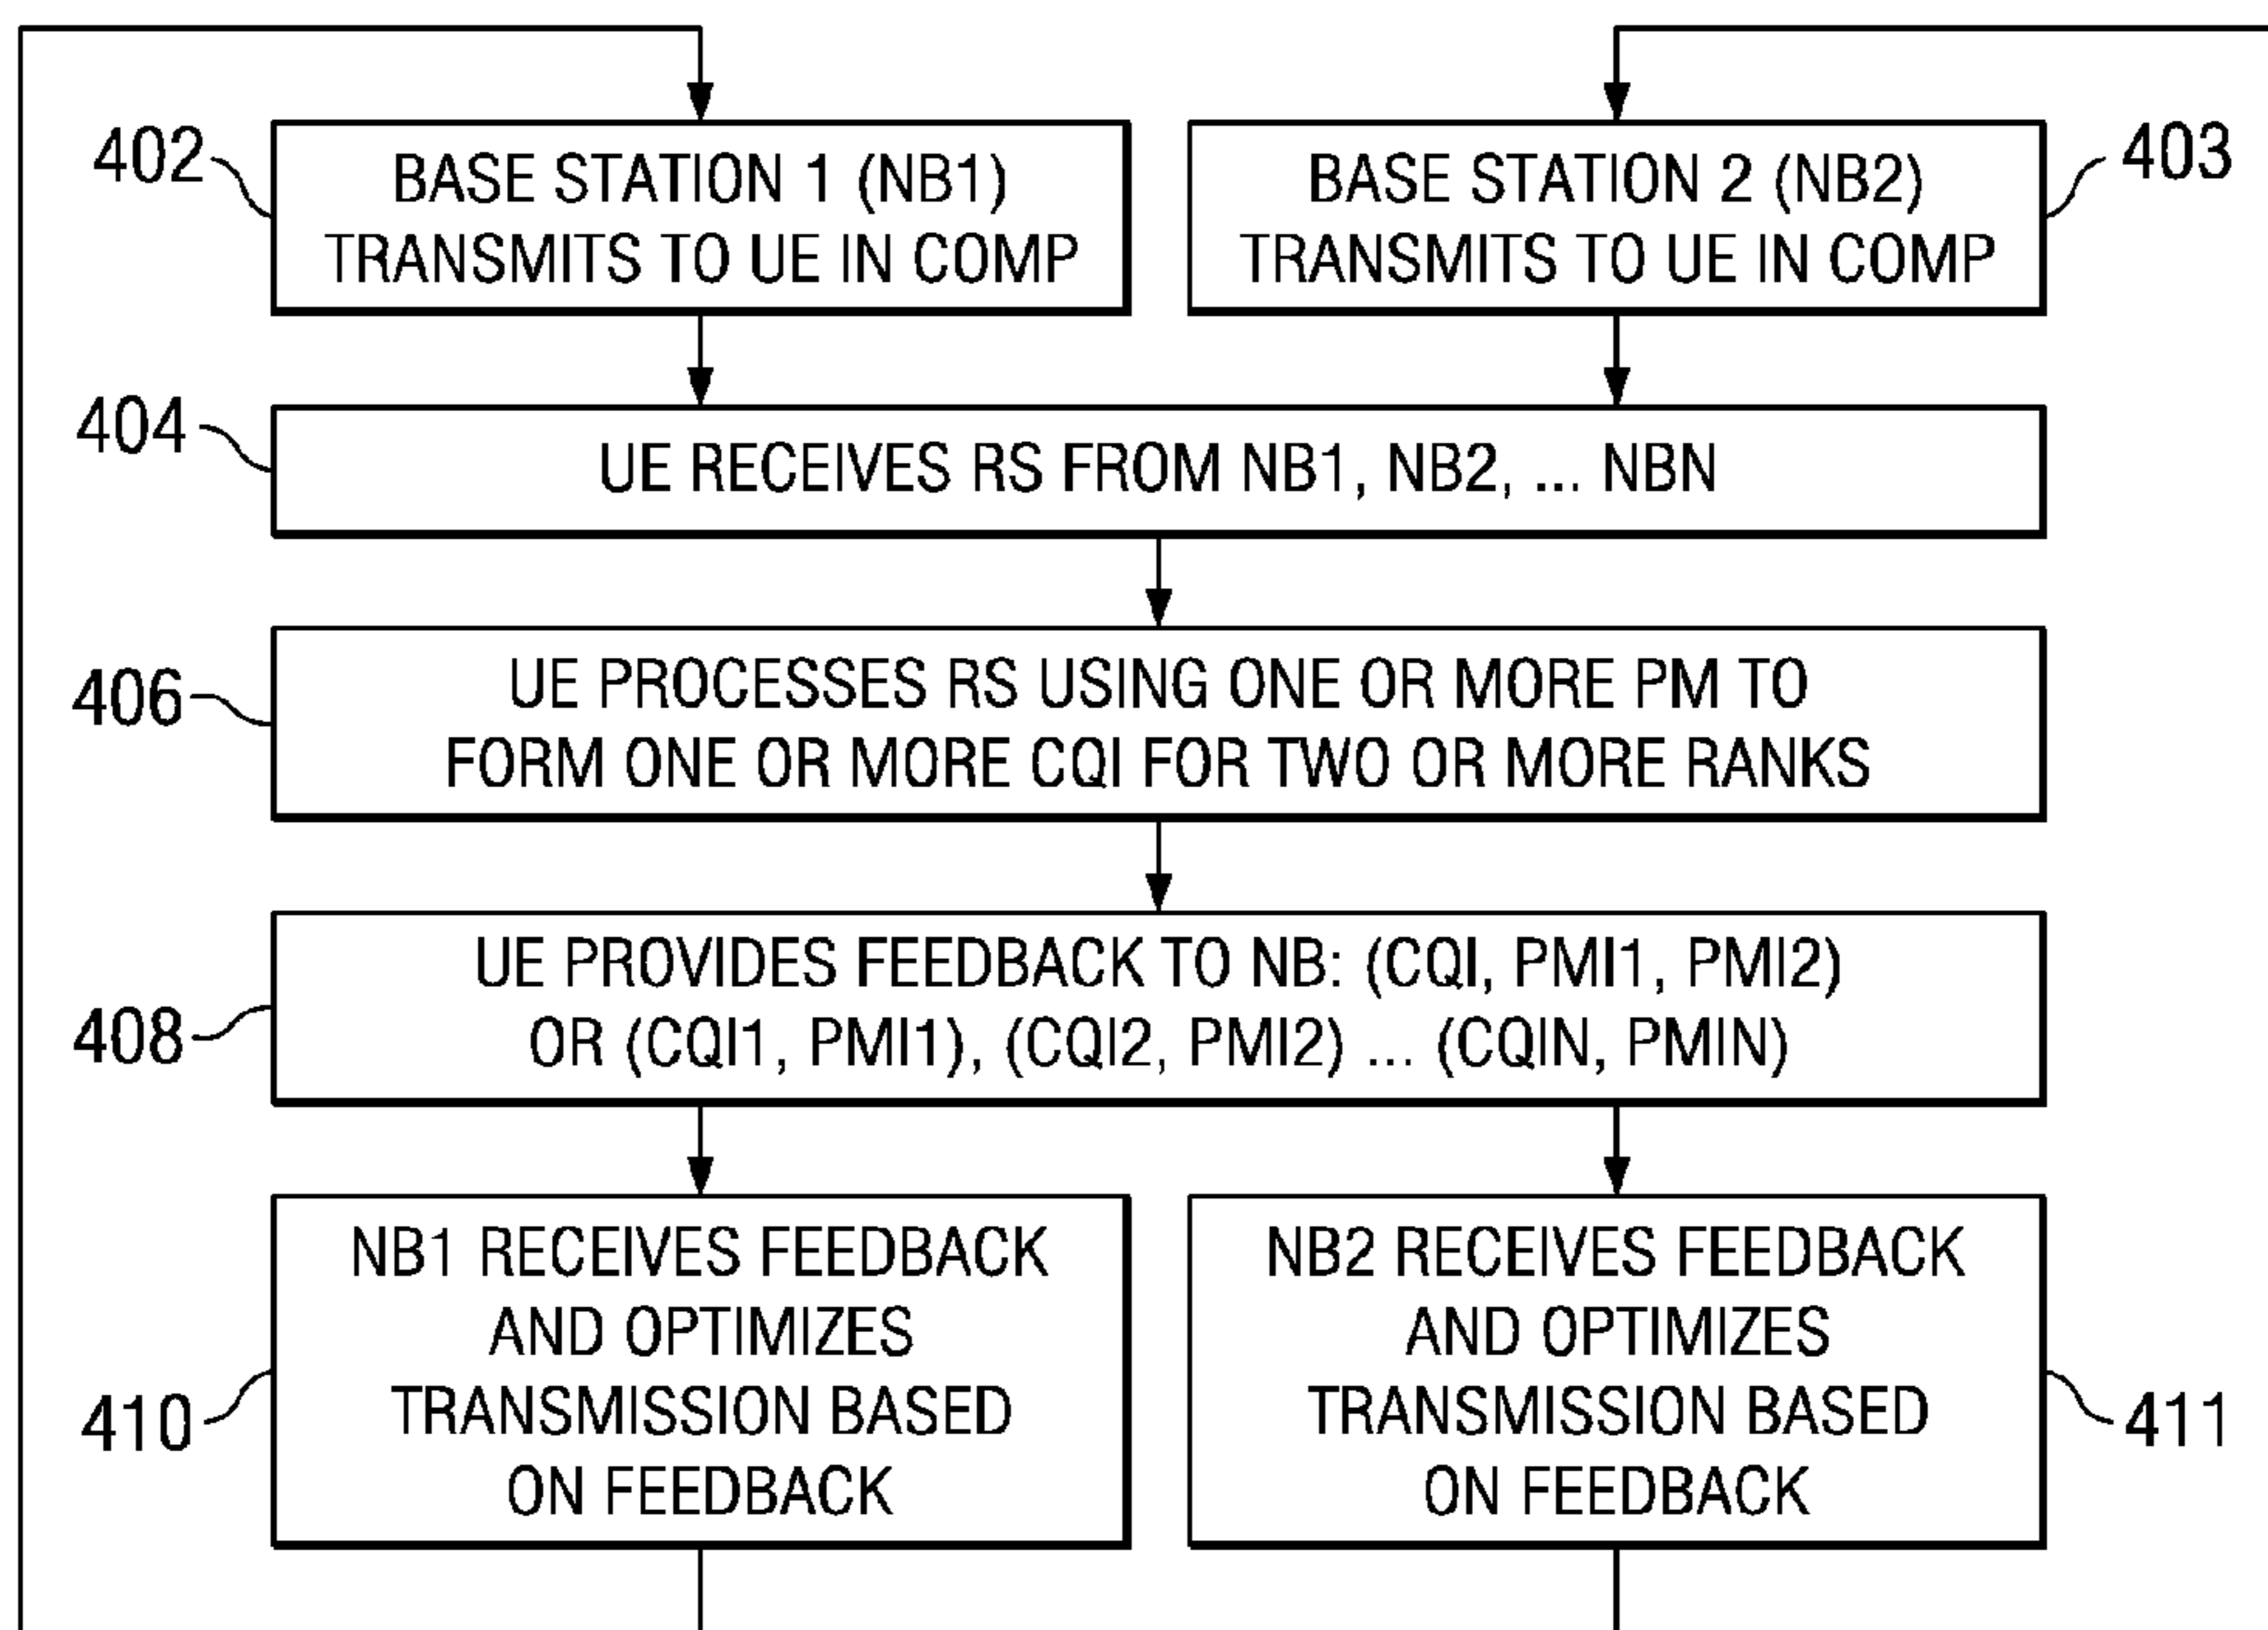 402
BASE STATION 1 (NB1)
TRANSMITS TO UE IN COMP
BASE STATION 2 (NB2)
TRANSMITS TO UE IN COMP
403
404
UE RECEIVES RS FROM NB1, NB2, ... NBN
406
UE PROCESSES RS USING ONE OR MORE PM TO
FORM ONE OR MORE CQI FOR TWO OR MORE RANKS
408
UE PROVIDES FEEDBACK TO NB: (CQI, PMI1, PMI2)
OR (CQI1, PMI1), (CQI2, PMI2) ... (CQIN, PMIN)
410
NB1 RECEIVES FEEDBACK
AND OPTIMIZES
TRANSMISSION BASED
ON FEEDBACK
NB2 RECEIVES FEEDBACK
AND OPTIMIZES
TRANSMISSION BASED
ON FEEDBACK
411